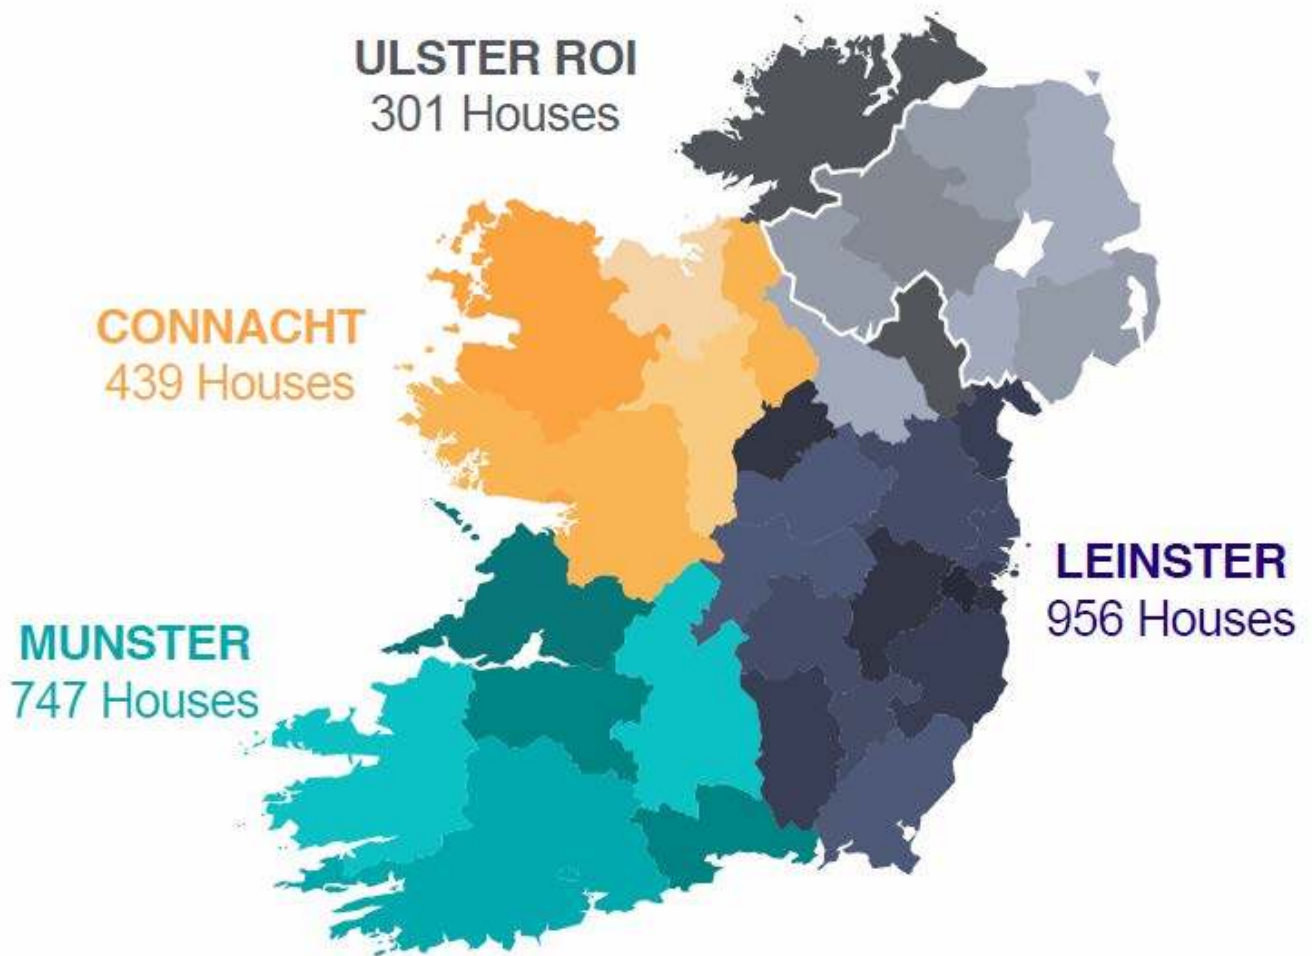 ULSTER ROI
301 Houses
CONNACHT
439 Houses
LEINSTER
956 Houses
MUNSTER
747 Houses